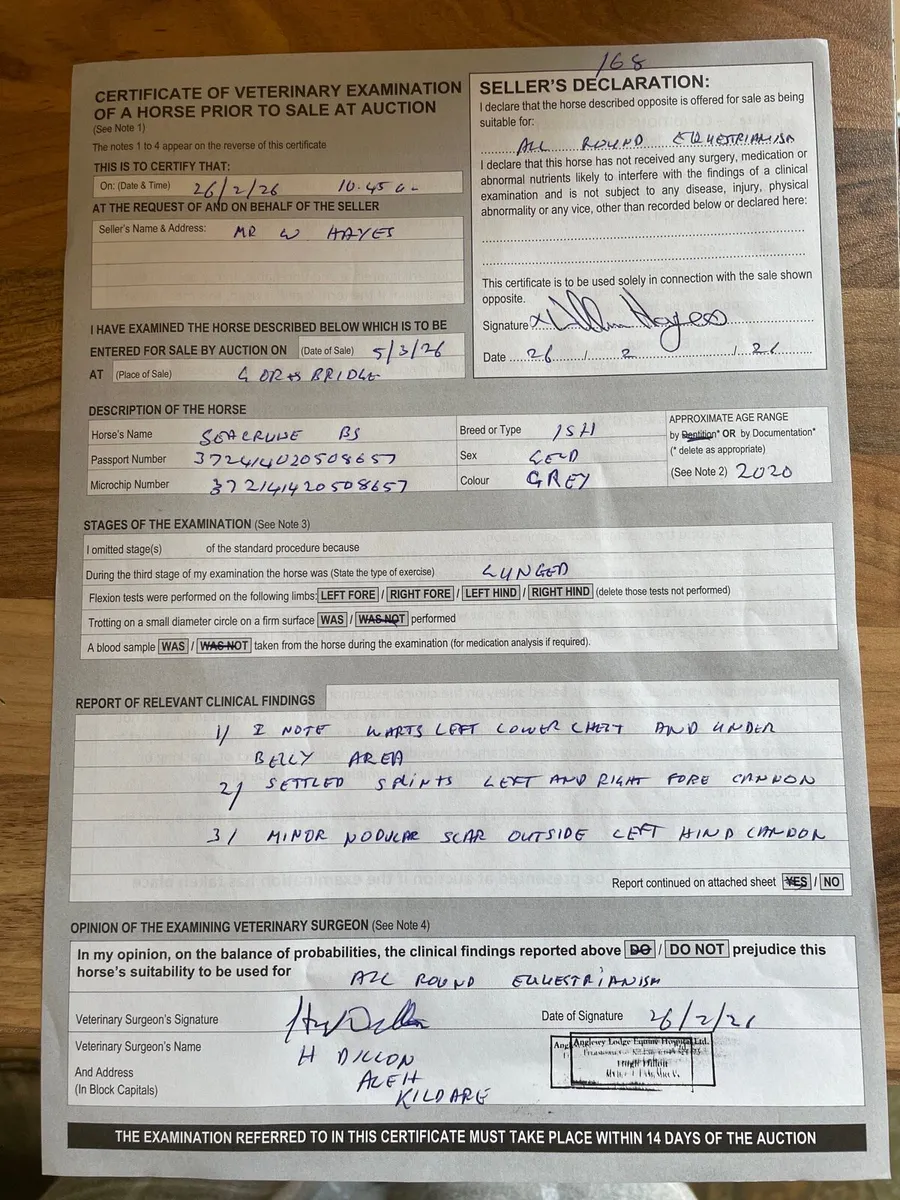 168
CERTIFICATE OF VETERINARY EXAMINATION
OF A HORSE PRIOR TO SALE AT AUCTION
(See Note 1)
The notes 1 to 4 appear on the reverse of this certificate
THIS IS TO CERTIFY THAT:
On: (Date & Time) 26/2/26 10.45 a-
AT THE REQUEST OF AND ON BEHALF OF THE SELLER
Seller's Name & Address: MR W HAYES
I HAVE EXAMINED THE HORSE DESCRIBED BELOW WHICH IS TO BE
ENTERED FOR SALE BY AUCTION ON (Date of Sale) 5/3/26
AT (Place of Sale) GORESBRIDGE
SELLER'S DECLARATION:
I declare that the horse described opposite is offered for sale as being
suitable for:
ALL ROUND EQUESTRIANISM
I declare that this horse has not received any surgery, medication or
abnormal nutrients likely to interfere with the findings of a clinical
examination and is not subject to any disease, injury, physical
abnormality or any vice, other than recorded below or declared here:
This certificate is to be used solely in connection with the sale shown
opposite.
Signature x William Hayes
Date 26 / 2 / 26
DESCRIPTION OF THE HORSE
Horse's Name SEACRUISE BS
Passport Number 372414020508657
Microchip Number 372141420508657
Breed or Type ISH
Sex GELD
Colour GREY
APPROXIMATE AGE RANGE
by Dentition* OR by Documentation*
(* delete as appropriate)
(See Note 2) 2020
STAGES OF THE EXAMINATION (See Note 3)
I omitted stage(s) of the standard procedure because
During the third stage of my examination the horse was (State the type of exercise) LUNGED
Flexion tests were performed on the following limbs: LEFT FORE / RIGHT FORE / LEFT HIND / RIGHT HIND (delete those tests not performed)
Trotting on a small diameter circle on a firm surface WAS / WAS NOT performed
A blood sample WAS / WAS NOT taken from the horse during the examination (for medication analysis if required).
REPORT OF RELEVANT CLINICAL FINDINGS
1/ I NOTE WARTS LEFT LOWER CHEST AND UNDER
BELLY AREA
2/ SETTLED SPLINTS LEFT AND RIGHT FORE CANNON
3/ MINOR NODULAR SCAR OUTSIDE LEFT HIND CANNON
Report continued on attached sheet YES / NO
OPINION OF THE EXAMINING VETERINARY SURGEON (See Note 4)
In my opinion, on the balance of probabilities, the clinical findings reported above DO / DO NOT prejudice this
horse's suitability to be used for ALL ROUND EQUESTRIANISM
Veterinary Surgeon's Signature
Date of Signature 26/2/26
Veterinary Surgeon's Name H DILLON
And Address
(In Block Capitals) KILDARE
Anglewy Lodge Equine Hospital Ltd.
Hugh Dillon
THE EXAMINATION REFERRED TO IN THIS CERTIFICATE MUST TAKE PLACE WITHIN 14 DAYS OF THE AUCTION